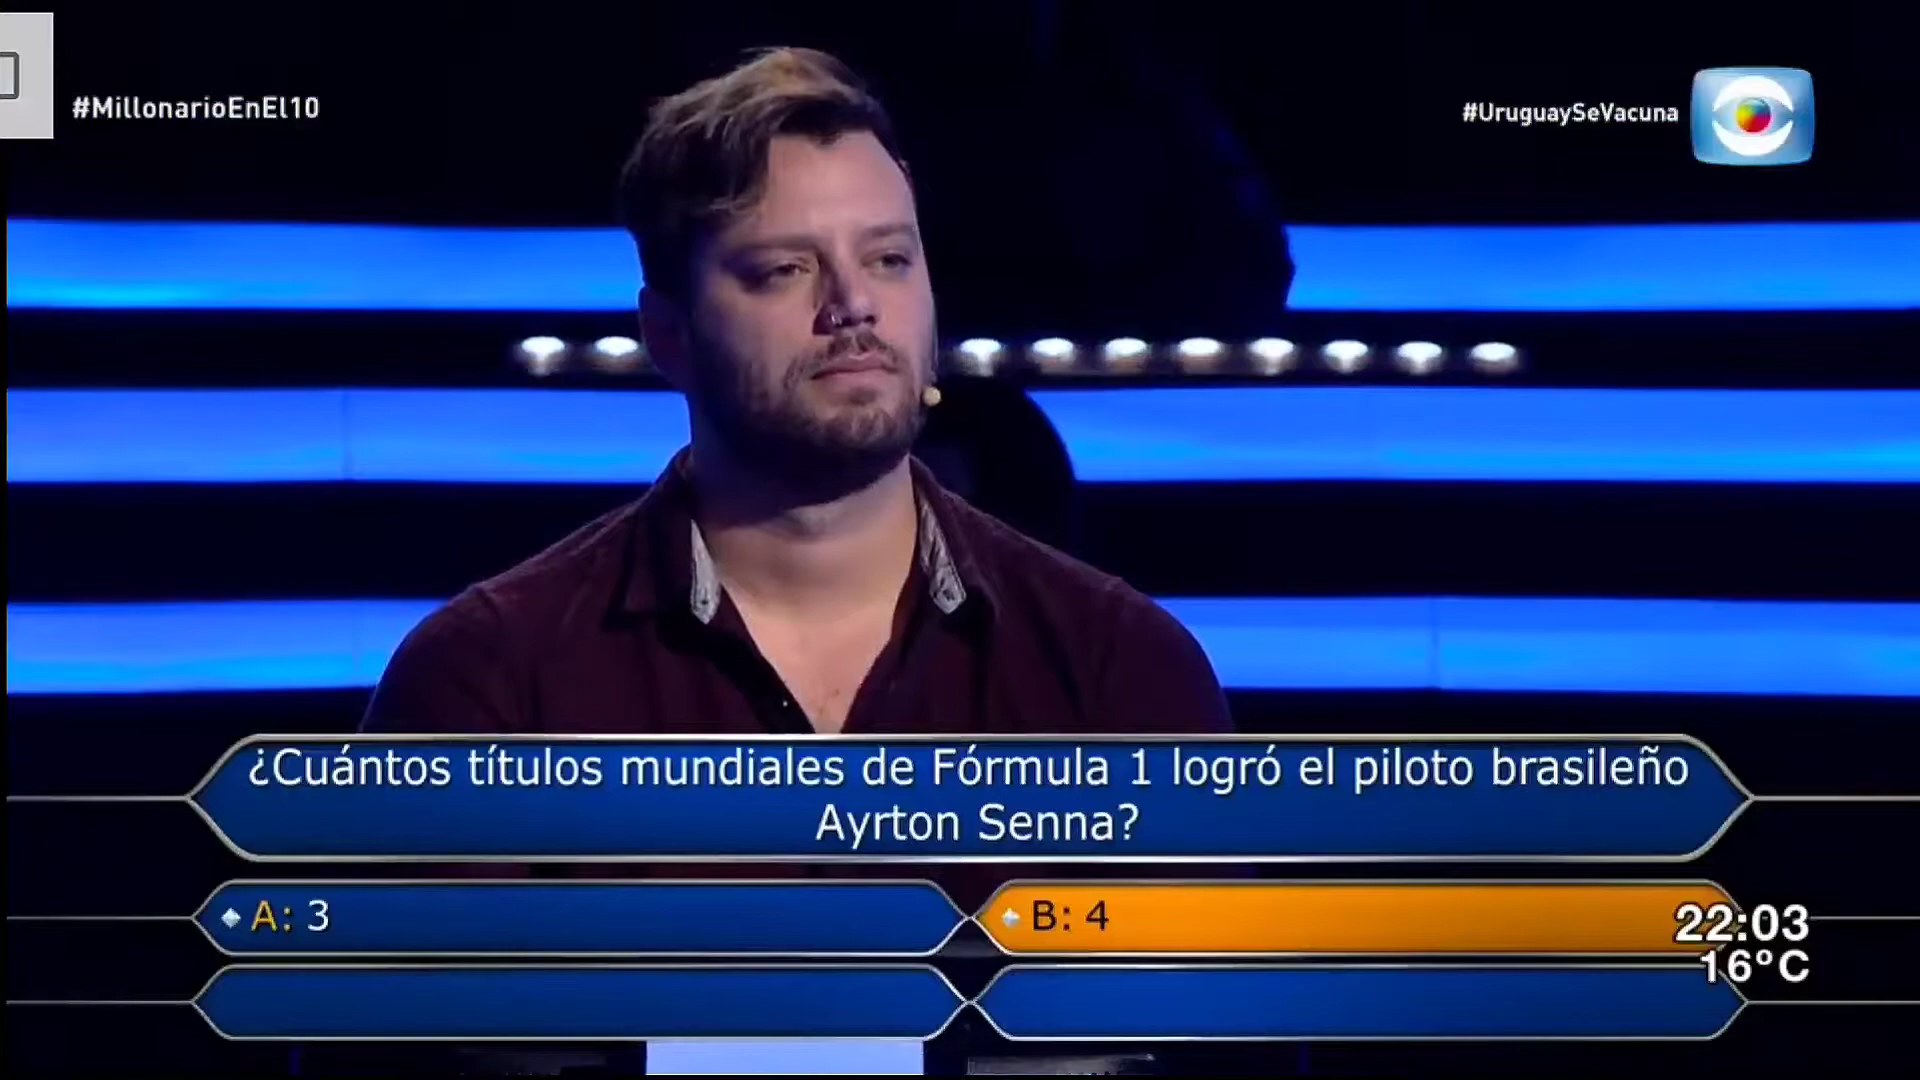 #MillonarioEnEl10
#UruguaySeVacuna
¿Cuántos títulos mundiales de Fórmula 1 logró el piloto brasileño
Ayrton Senna?
A: 3
B: 4
22:03
16°C